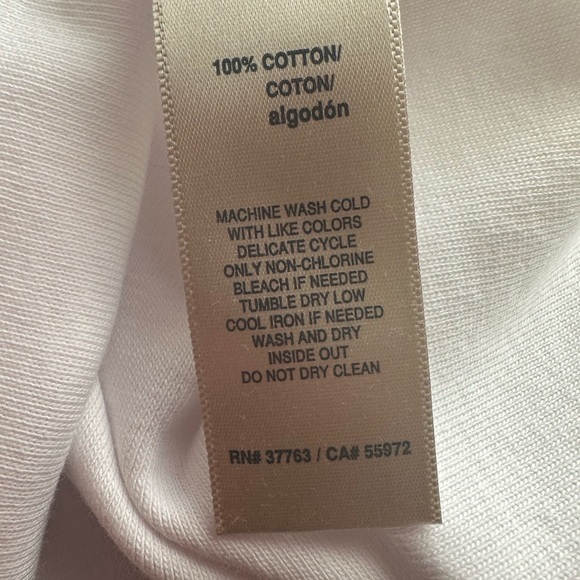 100% COTTON/
COTON/
algodón
MACHINE WASH COLD
WITH LIKE COLORS
DELICATE CYCLE
ONLY NON-CHLORINE
BLEACH IF NEEDED
TUMBLE DRY LOW
COOL IRON IF NEEDED
WASH AND DRY
INSIDE OUT
DO NOT DRY CLEAN
RN# 37763 / CA# 55972